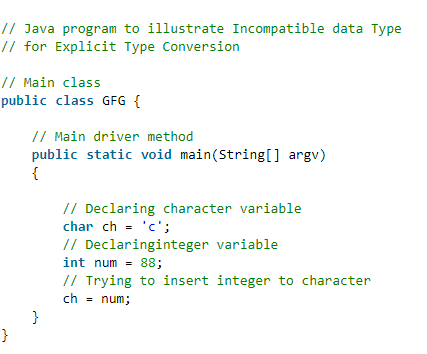 // Java program to illustrate Incompatible data Type
// for Explicit Type Conversion
// Main class
public class GFG {
// Main driver method
public static void main(String[] argv)
{
// Declaring character variable
char ch = 'c';
// Declaringinteger variable
int num = 88;
// Trying to insert integer to character
ch = num;
}
}